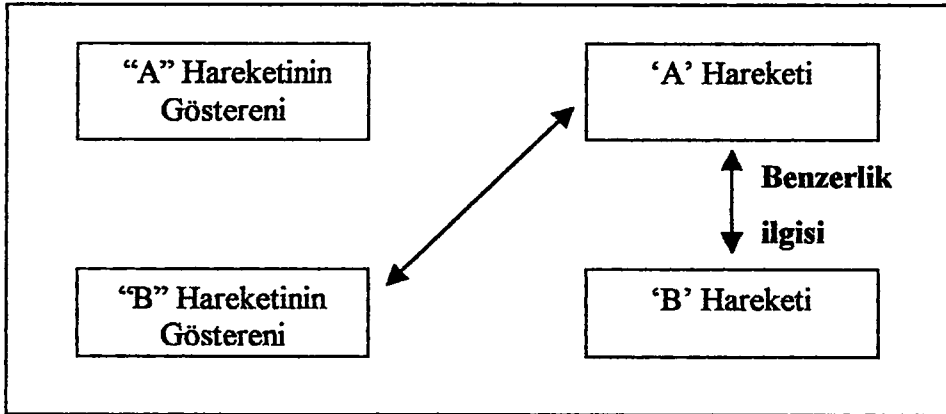 “A” Hareketinin
Göstereni
‘A’ Hareketi
Benzerlik
ilgisi
“B” Hareketinin
Göstereni
‘B’ Hareketi